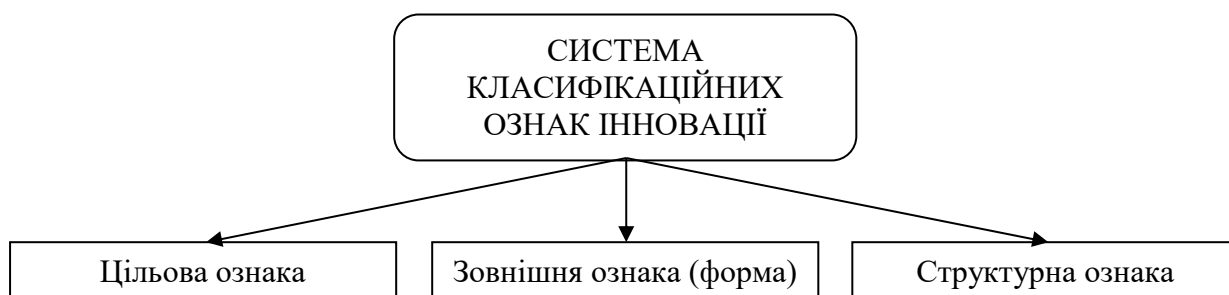 СИСТЕМА
КЛАСИФІКАЦІЙНИХ
ОЗНАК ІННОВАЦІЇ
Цільова ознака
Зовнішня ознака (форма)
Структурна ознака